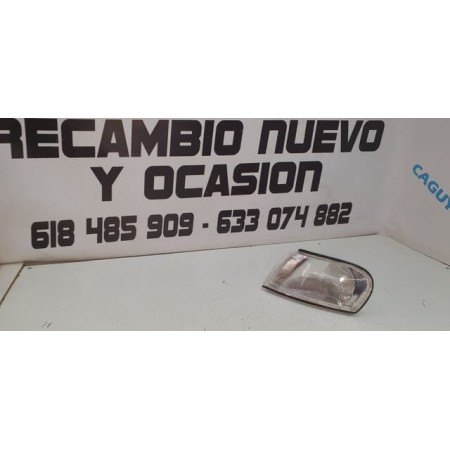 RECAMBIO NUEVO
Y OCASION
618 485 909 - 633 074 882